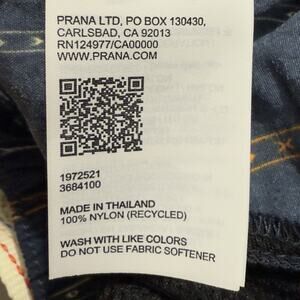 PRANA LTD, PO BOX 130430,
CARLSBAD, CA 92013
RN124977/CA00000
WWW.PRANA.COM
1972521
3684100
MADE IN THAILAND
100% NYLON (RECYCLED)
WASH WITH LIKE COLORS
DO NOT USE FABRIC SOFTENER